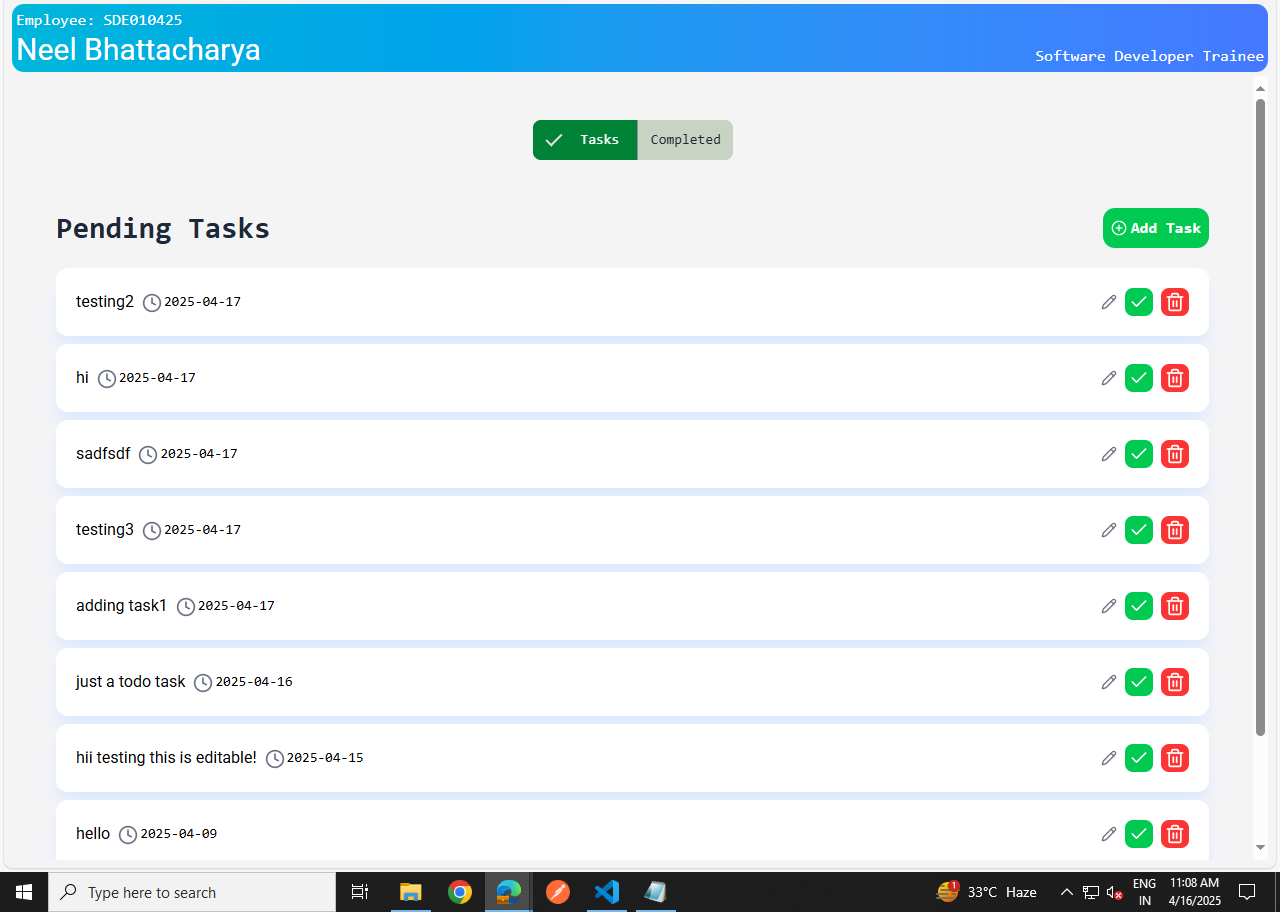 Employee: SDE010425
Neel Bhattacharya
Software Developer Trainee
Tasks Completed
Pending Tasks
Add Task
testing2 2025-04-17
hi 2025-04-17
sadfsdf 2025-04-17
testing3 2025-04-17
adding task1 2025-04-17
just a todo task 2025-04-16
hii testing this is editable! 2025-04-15
hello 2025-04-09
Type here to search
1
33°C Haze
ENG
IN
11:08 AM
4/16/2025